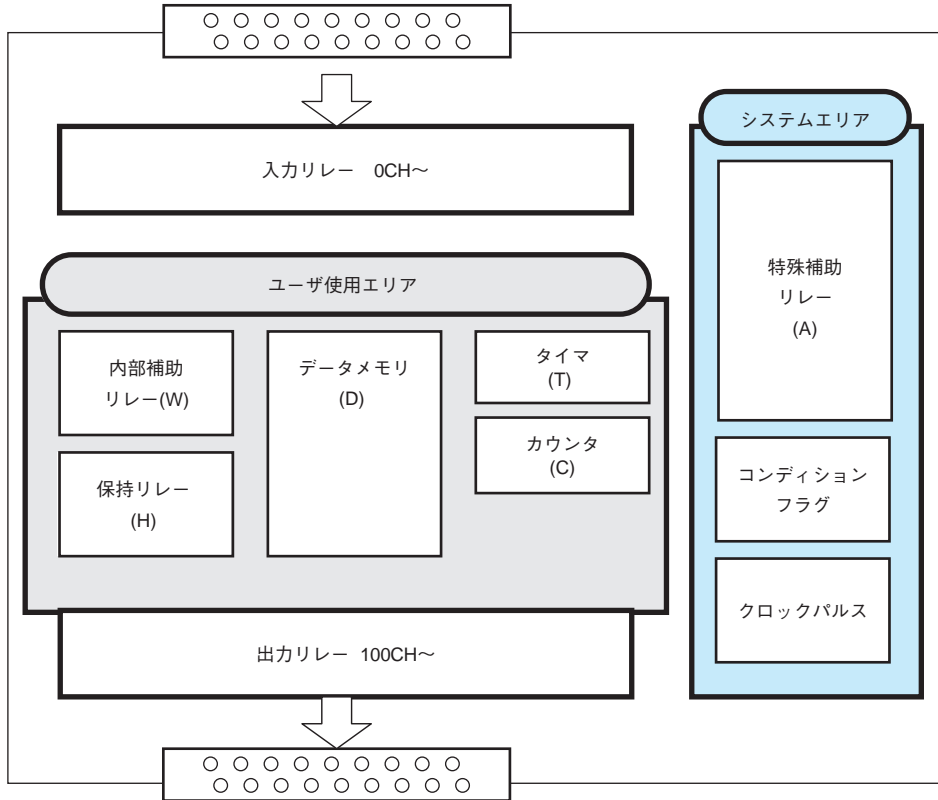 入力リレー 0CH～
システムエリア
特殊補助
リレー
(A)
コンディション
フラグ
クロックパルス
ユーザ使用エリア
内部補助
リレー(W)
保持リレー
(H)
データメモリ
(D)
タイマ
(T)
カウンタ
(C)
出力リレー 100CH～